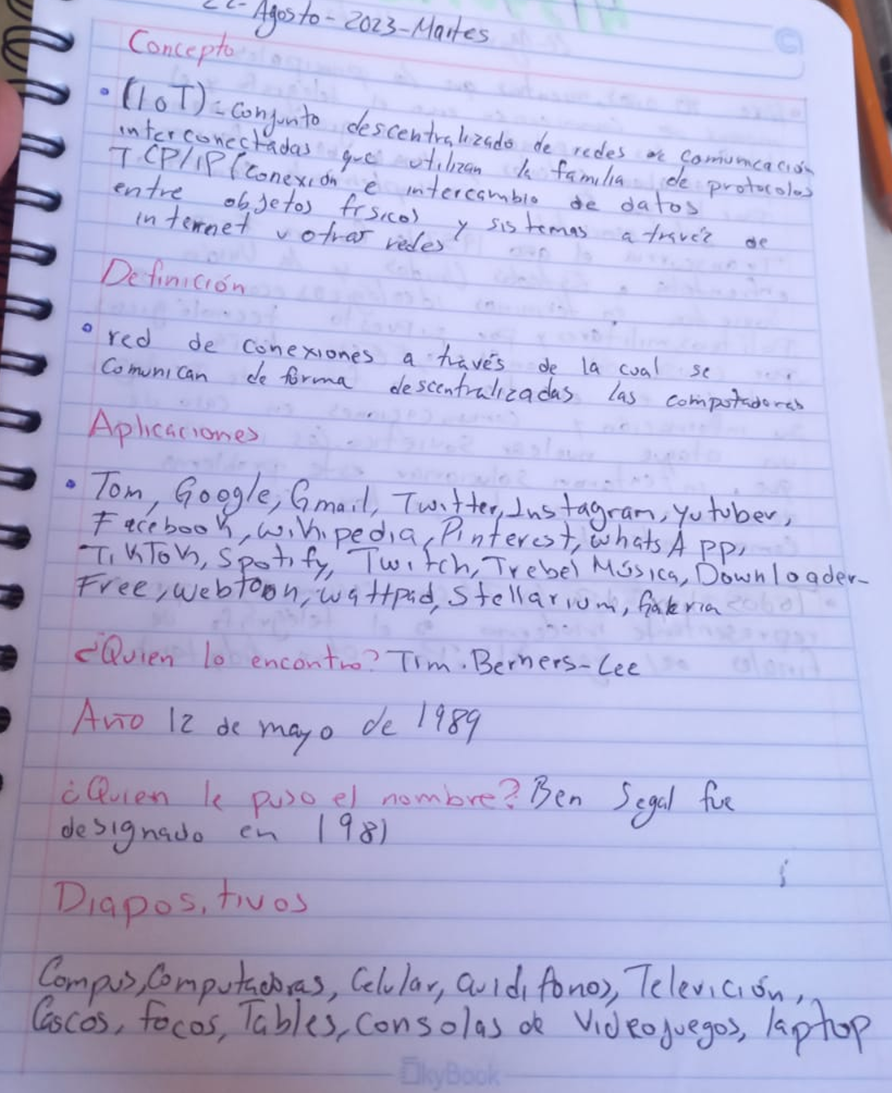 22-Agosto-2023-Martes
Concepto
• (IoT)=conjunto descentralizado de redes de comunicación
interconectadas que utilizan la familia de protocolos
TCP/IP (conexión e intercambio de datos
entre objetos físicos y sistemas a travéz de
internet u otras redes
Definición
• red de conexiones a través de la cual se
comunican de forma descentralizadas las computadoras
Aplicaciones
• Tom, Google, Gmail, Twitter, Instagram, yutuber,
Facebook, wikipedia, Pinterest, whatsApp,
TikTok, Spotify, Twitch, Trebel Música, Downloader-
Free, webtoon, wattpad, Stellarium, Galeria
¿Quien lo encontro? Tim.Berners-Lee
Año 12 de mayo de 1989
¿Quien le puso el nombre? Ben Segal fue
designado en 1981
Diapositivos
Compus, Computadoras, Celular, audifonos, Televición,
Cascos, focos, Tables, consolas de Videojuegos, laptop
SkyBook